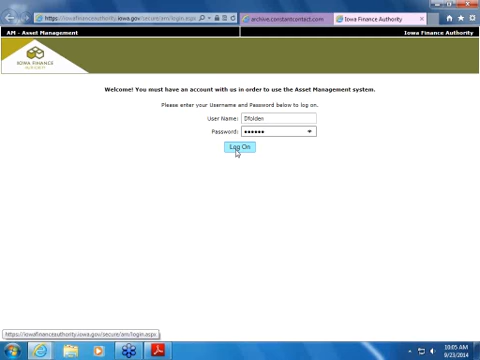 https://iowafinanceauthority.iowa.gov/secure/am/login.aspx
archive.constantcontact.com
Iowa Finance Authority
AM - Asset Management
Iowa Finance Authority
IOWA FINANCE
AUTHORITY
Welcome! You must have an account with us in order to use the Asset Management system.
Please enter your Username and Password below to log on.
User Name: Dfolden
Password: ••••••
Log On
https://iowafinanceauthority.iowa.gov/secure/am/login.aspx
10:05 AM
9/23/2014